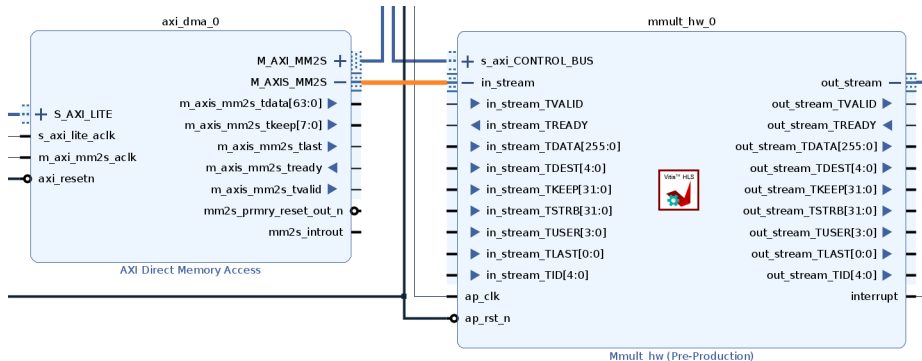 axi_dma_0
M_AXI_MM2S
M_AXIS_MM2S
m_axis_mm2s_tdata[63:0]
m_axis_mm2s_tkeep[7:0]
m_axis_mm2s_tlast
m_axis_mm2s_tready
m_axis_mm2s_tvalid
mm2s_prmry_reset_out_n
mm2s_introut
S_AXI_LITE
s_axi_lite_aclk
m_axi_mm2s_aclk
axi_resetn
AXI Direct Memory Access
mmult_hw_0
s_axi_CONTROL_BUS
in_stream
in_stream_TVALID
in_stream_TREADY
in_stream_TDATA[255:0]
in_stream_TDEST[4:0]
in_stream_TKEEP[31:0]
in_stream_TSTRB[31:0]
in_stream_TUSER[3:0]
in_stream_TLAST[0:0]
in_stream_TID[4:0]
ap_clk
ap_rst_n
Vitis™ HLS
out_stream
out_stream_TVALID
out_stream_TREADY
out_stream_TDATA[255:0]
out_stream_TDEST[4:0]
out_stream_TKEEP[31:0]
out_stream_TSTRB[31:0]
out_stream_TUSER[3:0]
out_stream_TLAST[0:0]
out_stream_TID[4:0]
interrupt
Mmult_hw (Pre-Production)